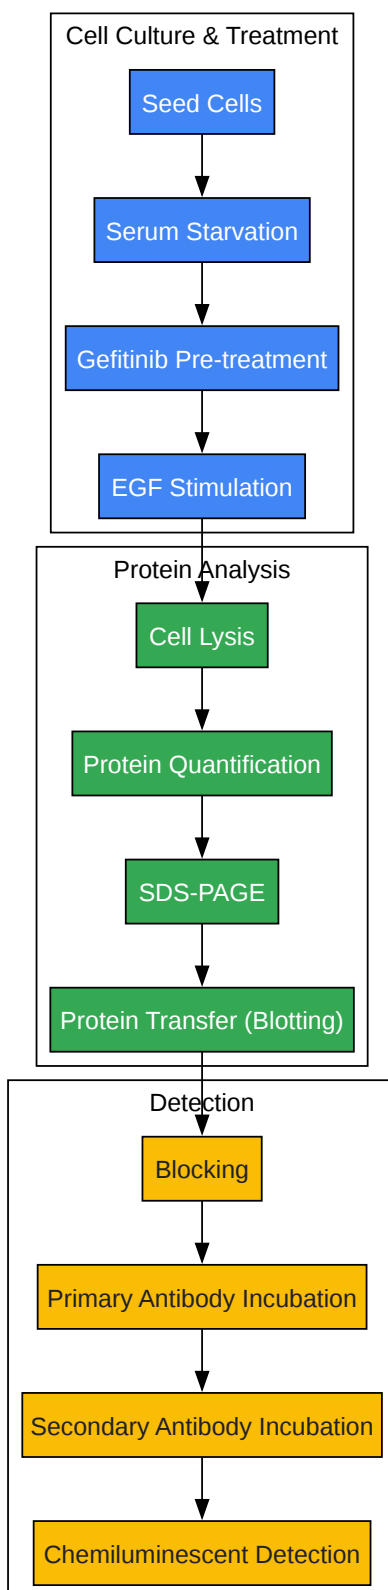 Cell Culture & Treatment
Seed Cells
Serum Starvation
Gefitinib Pre-treatment
EGF Stimulation
Protein Analysis
Cell Lysis
Protein Quantification
SDS-PAGE
Protein Transfer (Blotting)
Detection
Blocking
Primary Antibody Incubation
Secondary Antibody Incubation
Chemiluminescent Detection